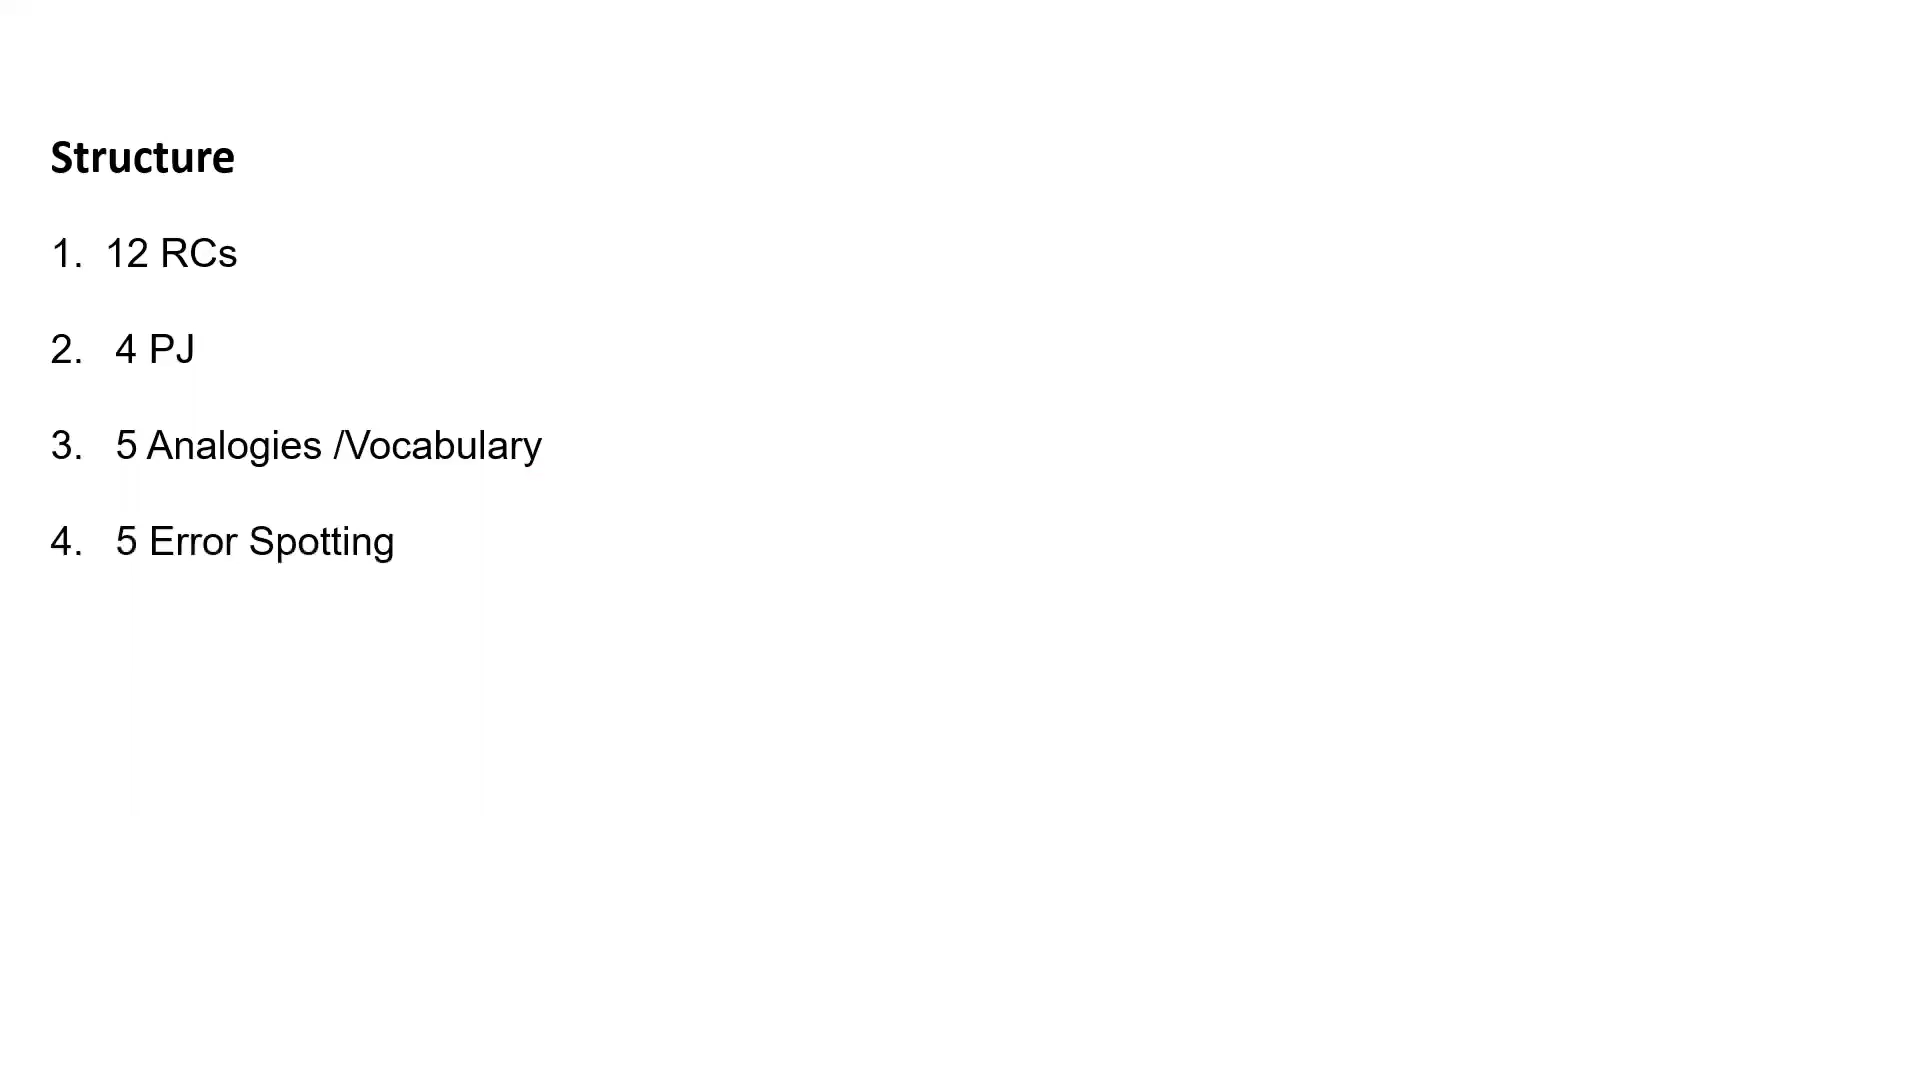 Structure
1. 12 RCs
2. 4 PJ
3. 5 Analogies /Vocabulary
4. 5 Error Spotting